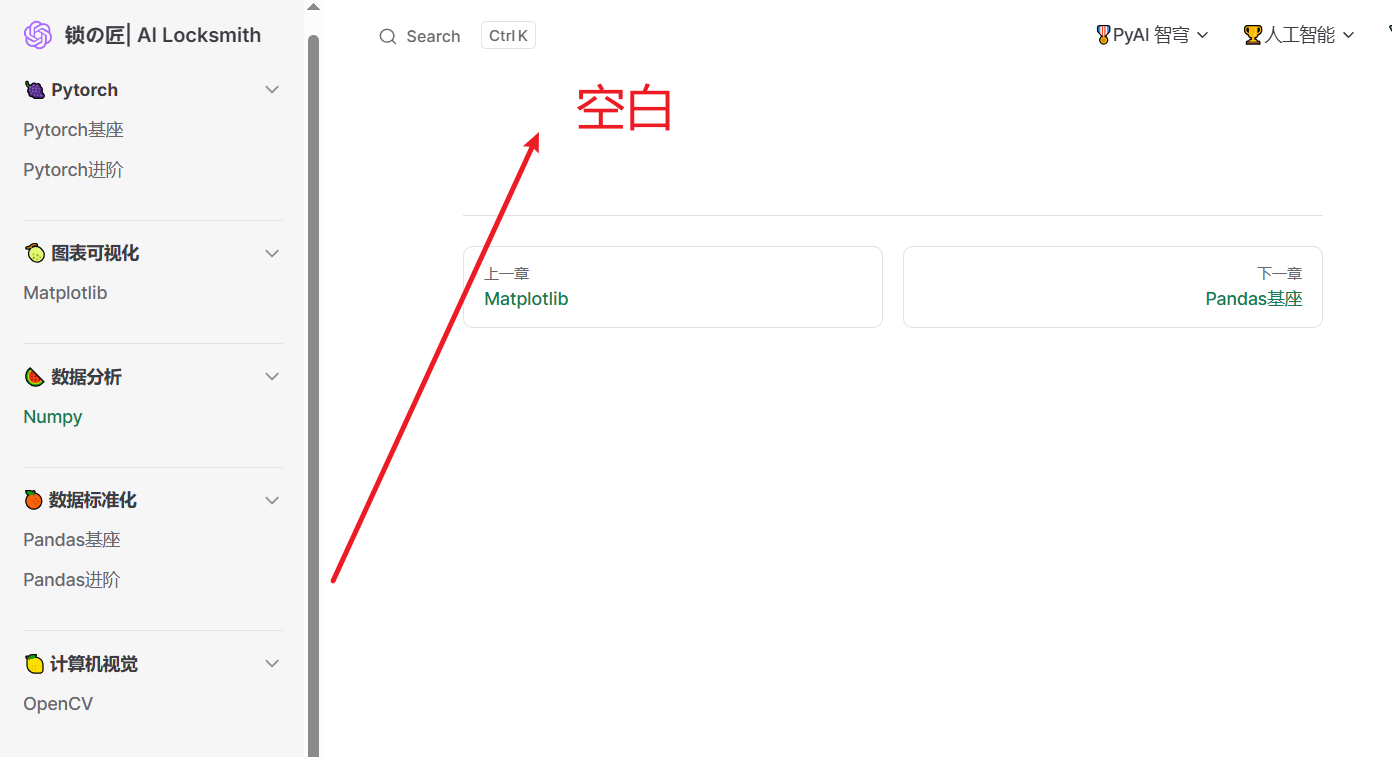 锁の匠| AI Locksmith
Search Ctrl K
PyAI 智穹
人工智能
Pytorch
Pytorch基座
Pytorch进阶
图表可视化
Matplotlib
数据分析
Numpy
数据标准化
Pandas基座
Pandas进阶
计算机视觉
OpenCV
空白
上一章
Matplotlib
下一章
Pandas基座